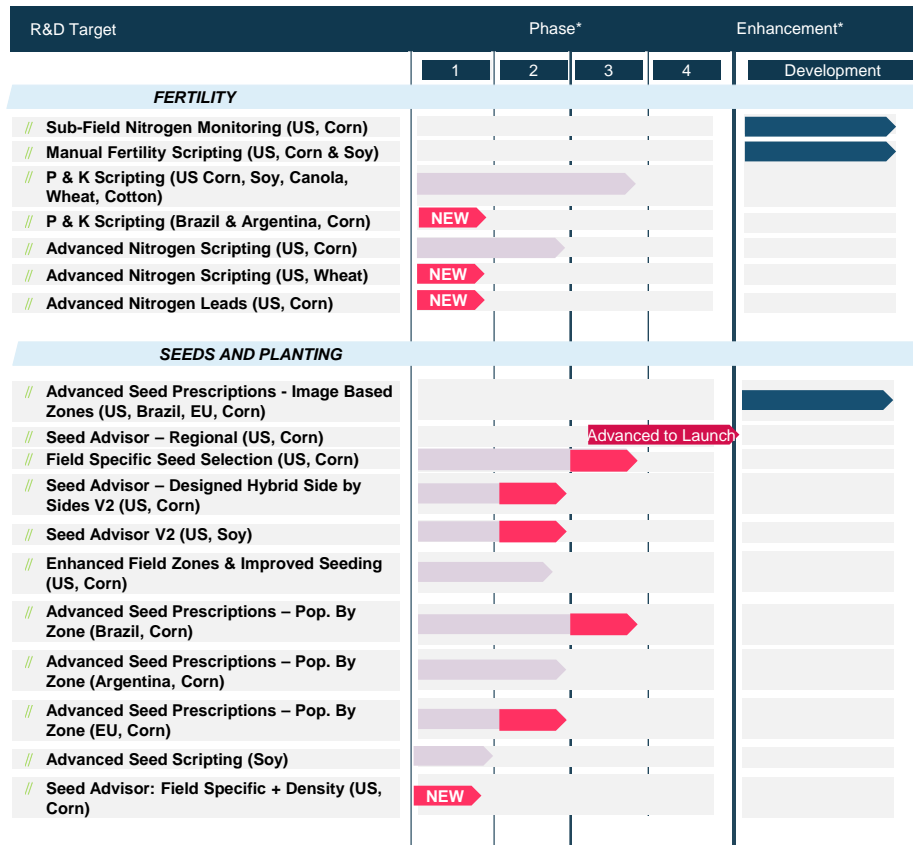 R&D Target Phase* Enhancement*
1 2 3 4 Development
FERTILITY
// Sub-Field Nitrogen Monitoring (US, Corn)
// Manual Fertility Scripting (US, Corn & Soy)
// P & K Scripting (US Corn, Soy, Canola,
Wheat, Cotton)
// P & K Scripting (Brazil & Argentina, Corn) NEW
// Advanced Nitrogen Scripting (US, Corn)
// Advanced Nitrogen Scripting (US, Wheat) NEW
// Advanced Nitrogen Leads (US, Corn) NEW
SEEDS AND PLANTING
// Advanced Seed Prescriptions - Image Based
Zones (US, Brazil, EU, Corn)
// Seed Advisor – Regional (US, Corn) Advanced to Launch
// Field Specific Seed Selection (US, Corn)
// Seed Advisor – Designed Hybrid Side by
Sides V2 (US, Corn)
// Seed Advisor V2 (US, Soy)
// Enhanced Field Zones & Improved Seeding
(US, Corn)
// Advanced Seed Prescriptions – Pop. By
Zone (Brazil, Corn)
// Advanced Seed Prescriptions – Pop. By
Zone (Argentina, Corn)
// Advanced Seed Prescriptions – Pop. By
Zone (EU, Corn)
// Advanced Seed Scripting (Soy)
// Seed Advisor: Field Specific + Density (US,
Corn) NEW